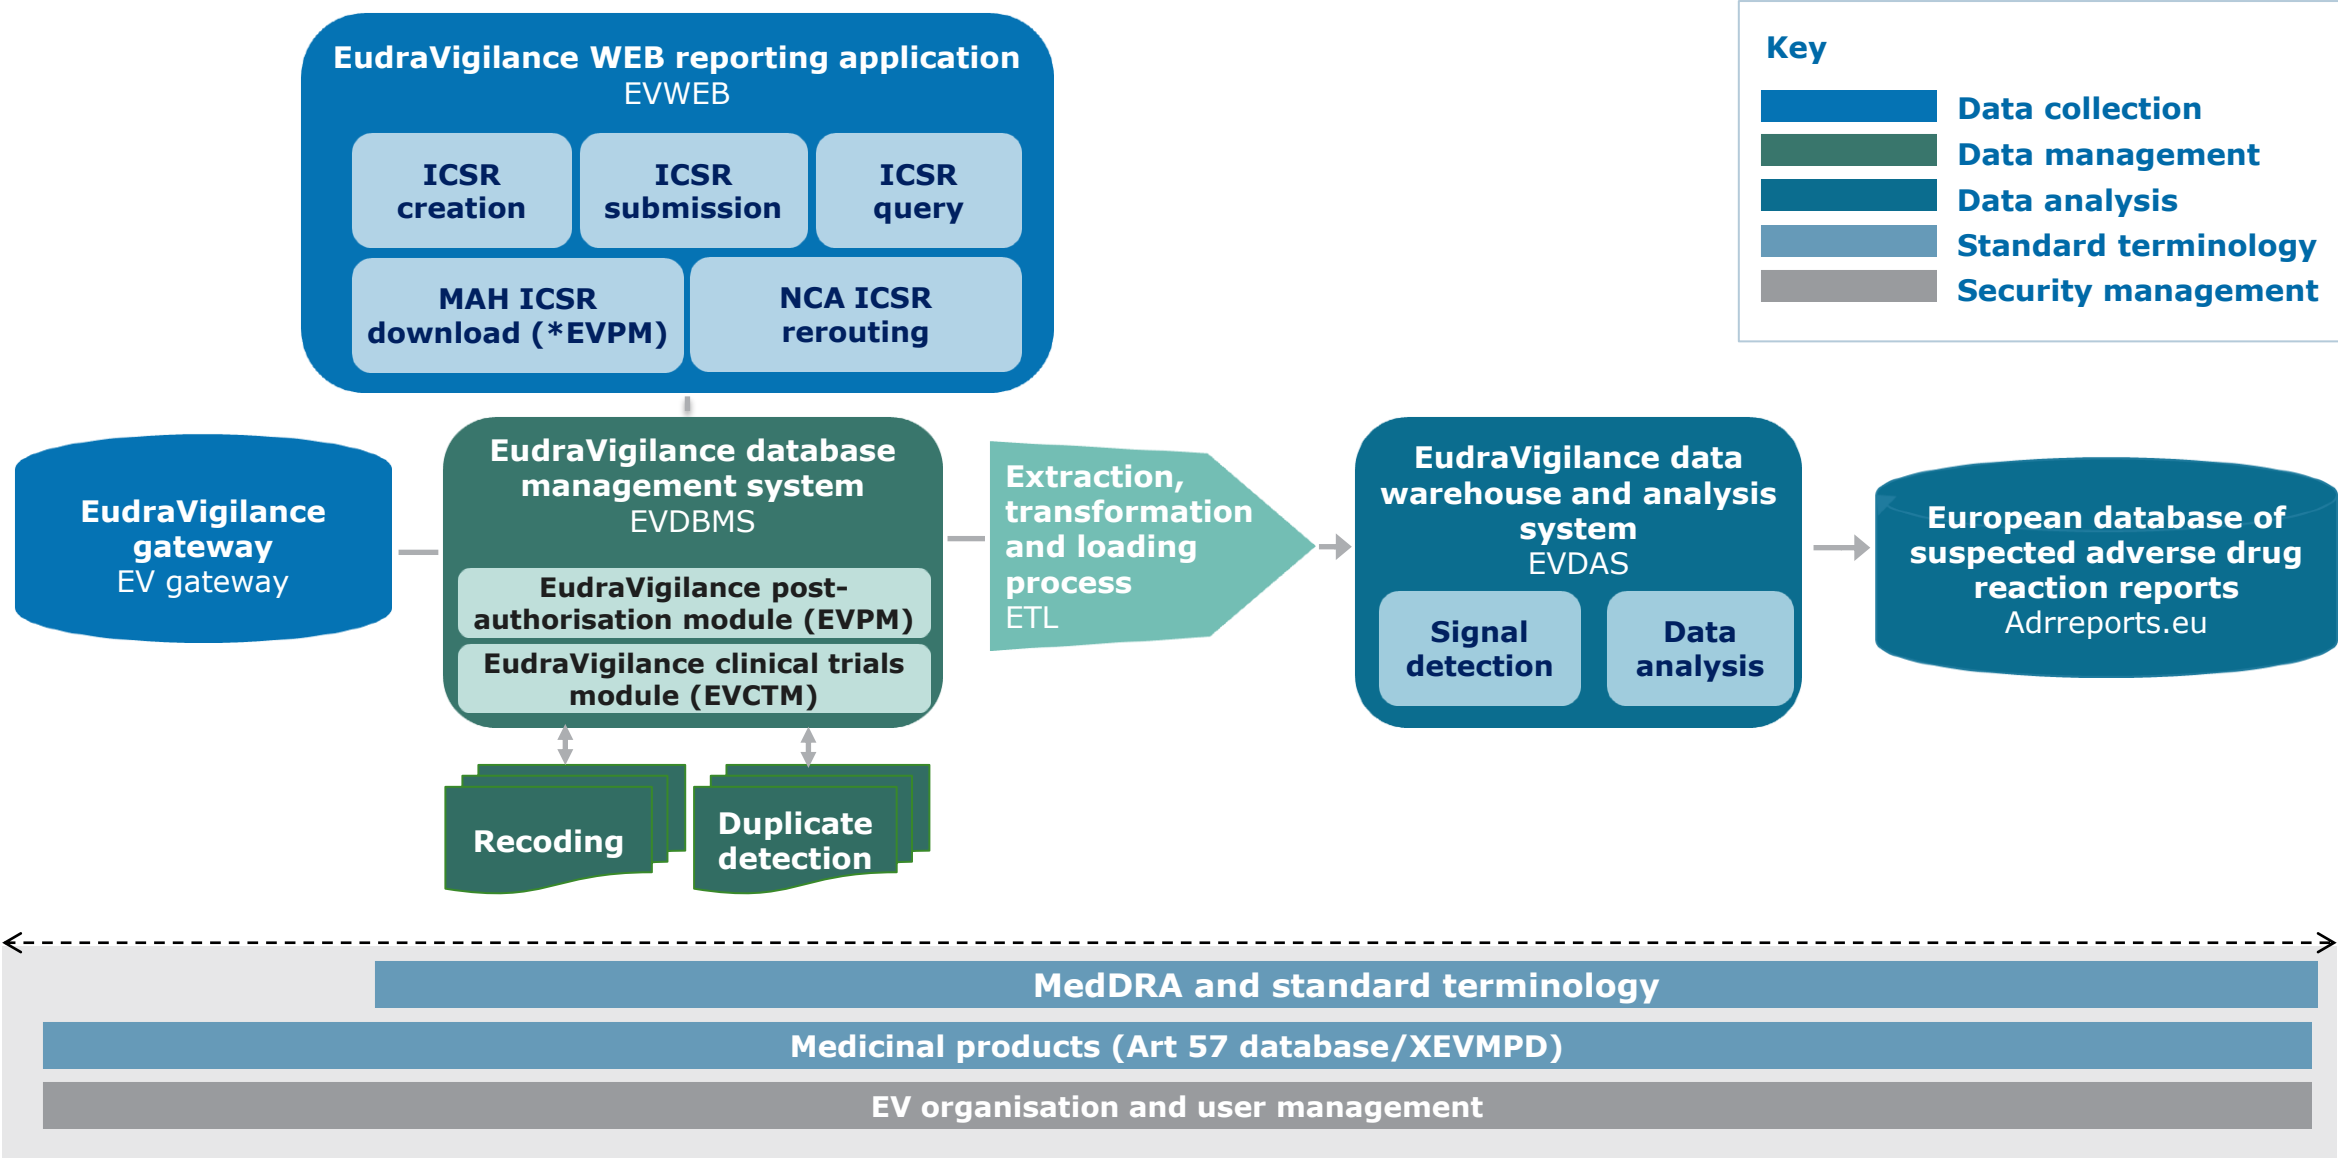 EudraVigilance WEB reporting application
EVWEB
ICSR
creation
ICSR
submission
ICSR
query
MAH ICSR
download (*EVPM)
NCA ICSR
rerouting
Key
Data collection
Data management
Data analysis
Standard terminology
Security management
EudraVigilance
gateway
EV gateway
EudraVigilance database
management system
EVDBMS
EudraVigilance post-
authorisation module (EVPM)
EudraVigilance clinical trials
module (EVCTM)
Extraction,
transformation
and loading
process
ETL
EudraVigilance data
warehouse and analysis
system
EVDAS
Signal
detection
Data
analysis
European database of
suspected adverse drug
reaction reports
Adrreports.eu
Recoding
Duplicate
detection
MedDRA and standard terminology
Medicinal products (Art 57 database/XEVMPD)
EV organisation and user management